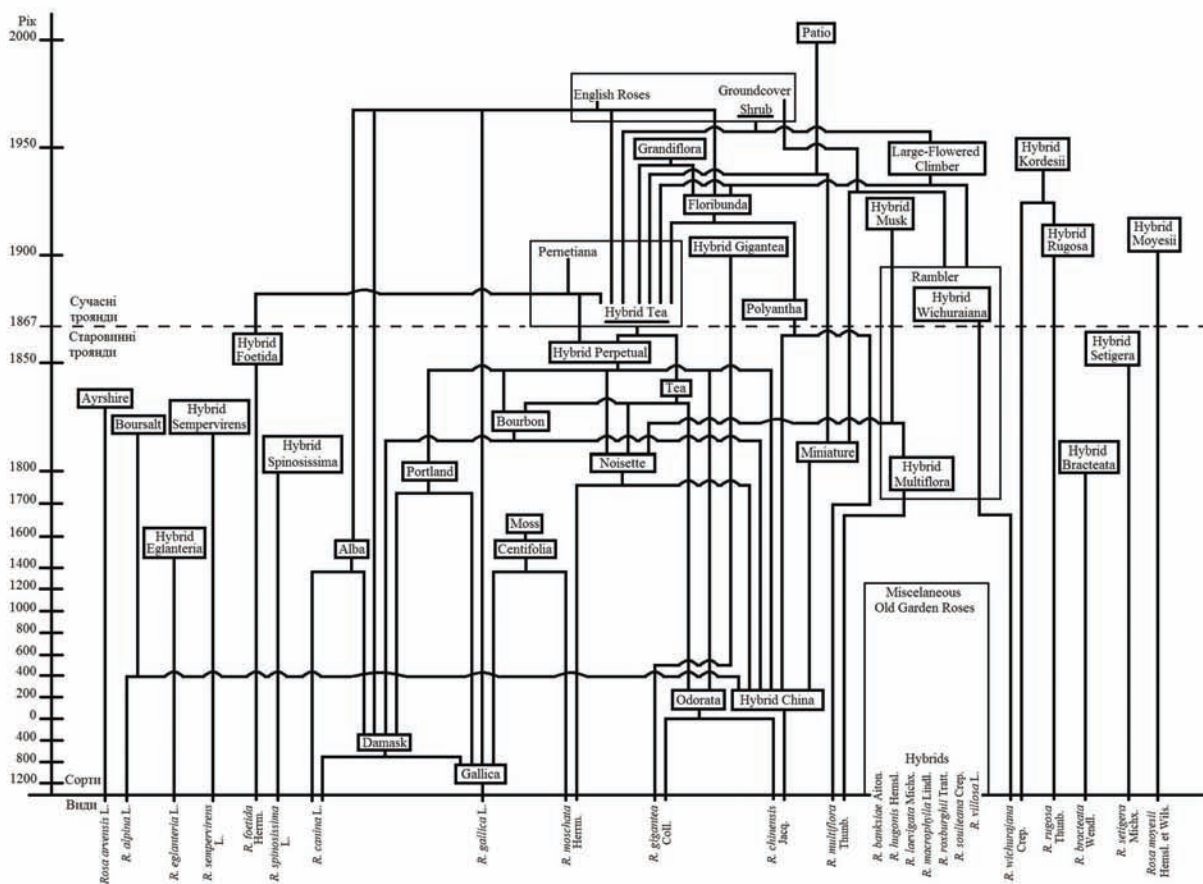 Рік
2000
1950
1900
Сучасні
троянди
1867
Старовинні
троянди
1850
1800
1700
1600
1400
1200
1000
800
600
400
200
0
400
800
1200
Сорти
Види
Patio
English Roses
Groundcover
Shrub
Grandiflora
Large-Flowered
Climber
Hybrid
Kordesii
Floribunda
Hybrid
Musk
Hybrid
Rugosa
Hybrid
Moyesii
Pernetiana
Hybrid Gigantea
Rambler
Hybrid Tea
Polyantha
Hybrid
Wichuraiana
Hybrid
Foetida
Hybrid Perpetual
Hybrid
Setigera
Ayrshire
Boursalt
Hybrid
Sempervirens
Tea
Bourbon
Hybrid
Spinosissima
Portland
Noisette
Miniature
Hybrid
Multiflora
Hybrid
Bracteata
Hybrid
Eglanteria
Alba
Moss
Centifolia
Miscelaneous
Old Garden Roses
Odorata
Hybrid China
Damask
Gallica
Hybrids
Rosa arvensis L.
R. alpina L.
R. eglanteria L.
R. sempervirens
L.
R. foetida
Herrm.
R. spinosissima
L.
R. canina L.
R. gallica L.
R. moschata
Herrm.
R. gigantea
Coll.
R. chinensis
Jacq.
R. multiflora
Thunb.
R. banksiae Aiton.
R. hugonis Hemsl.
R. laevigata Michx.
R. macrophylla Lindl.
R. roxburghii Tratt.
R. soulieana Crep.
R. villosa L.
R. wichurajana
Crep.
R. rugosa
Thunb.
R. bracteata
Wendl.
R. setigera
Michx.
Rosa moyesii
Hemsl. et Wils.